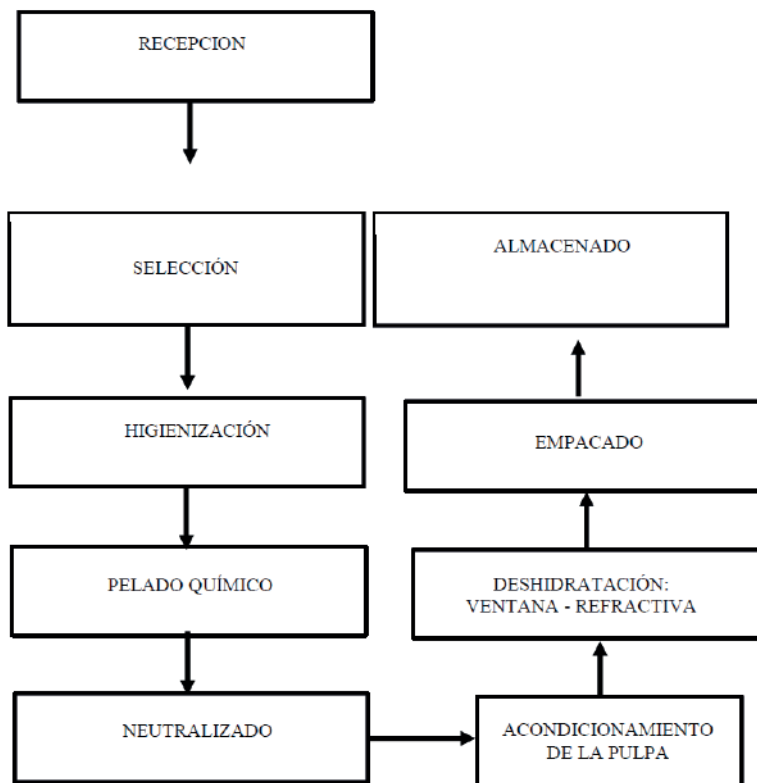 RECEPCION
SELECCIÓN
ALMACENADO
HIGIENIZACIÓN
EMPACADO
PELADO QUÍMICO
DESHIDRATACIÓN:
VENTANA - REFRACTIVA
NEUTRALIZADO
ACONDICIONAMIENTO
DE LA PULPA